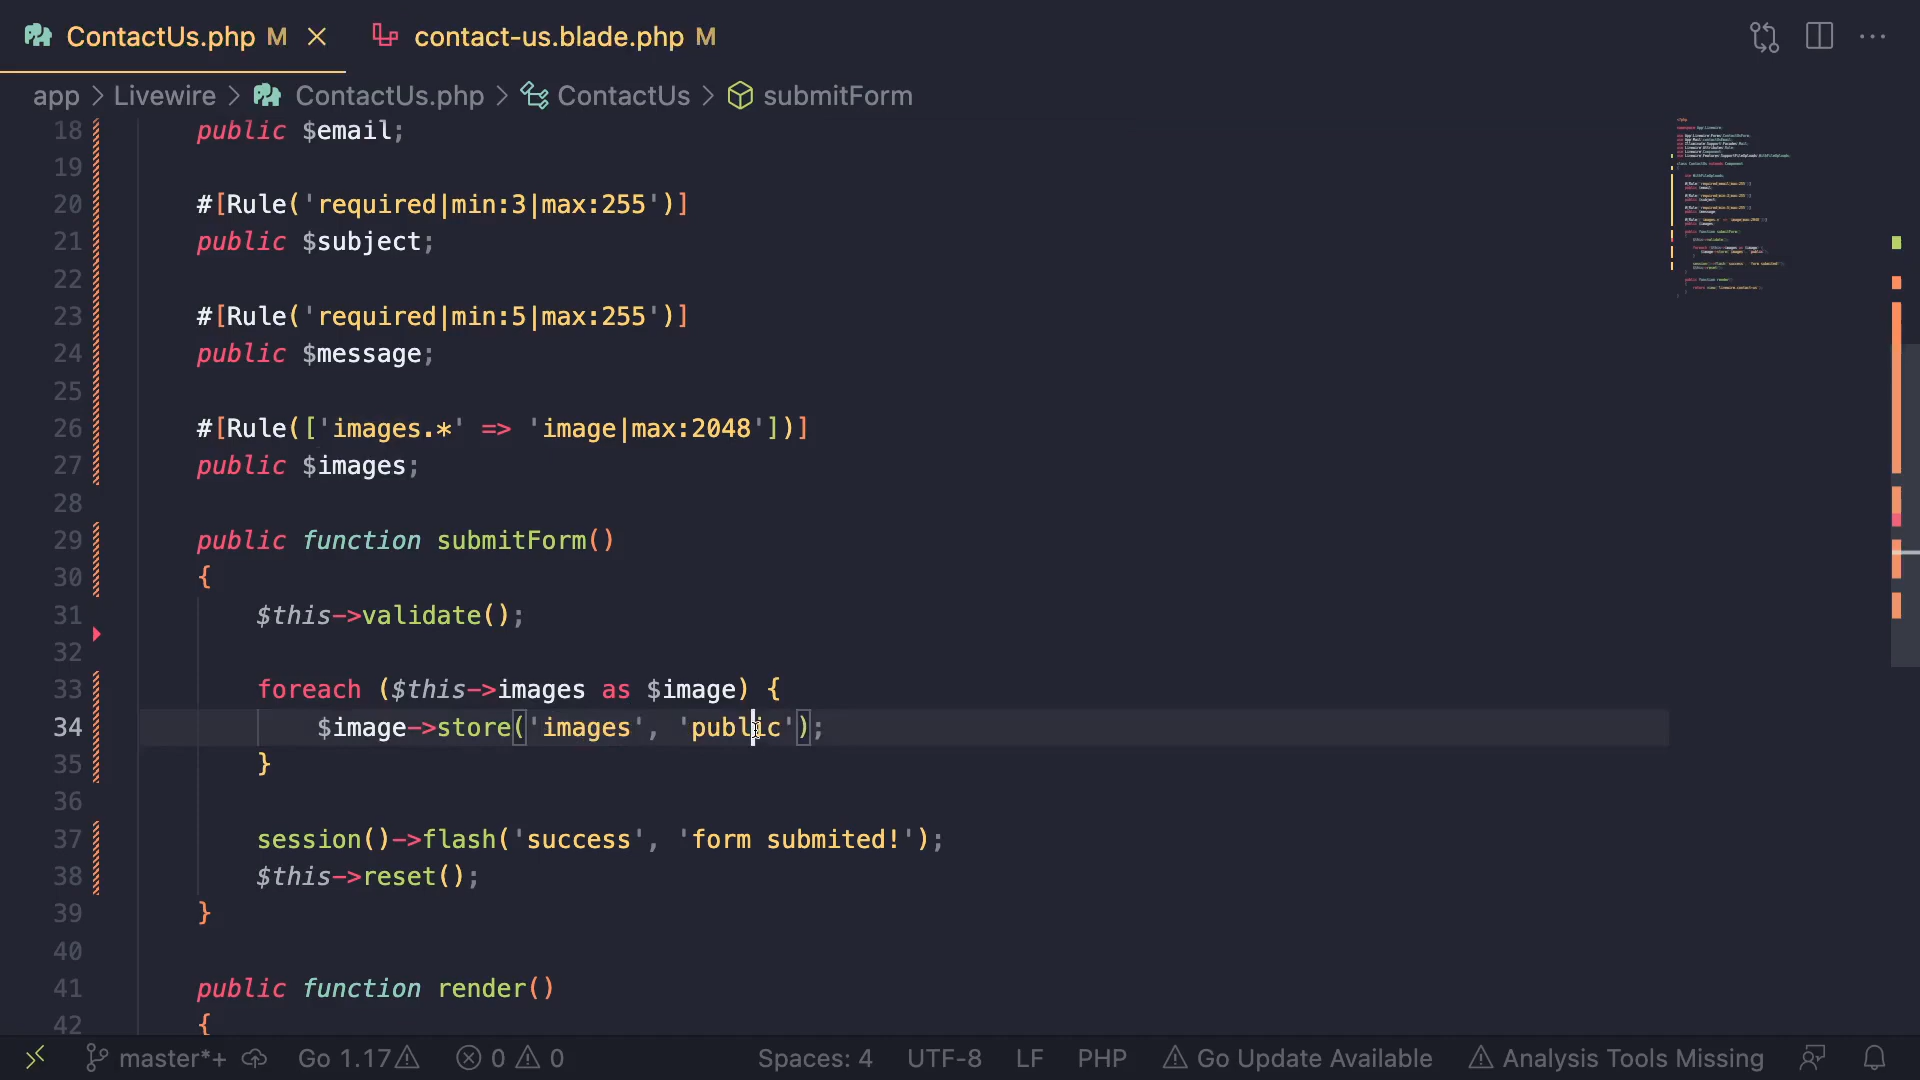 ContactUs.php M contact-us.blade.php M
app > Livewire > ContactUs.php > ContactUs > submitForm
18 public $email;
19
20 #[Rule('required|min:3|max:255')]
21 public $subject;
22
23 #[Rule('required|min:5|max:255')]
24 public $message;
25
26 #[Rule(['images.*' => 'image|max:2048'])]
27 public $images;
28
29 public function submitForm()
30 {
31 $this->validate();
32
33 foreach ($this->images as $image) {
34 $image->store('images', 'public');
35 }
36
37 session()->flash('success', 'form submited!');
38 $this->reset();
39 }
40
41 public function render()
42 {
master*+ Go 1.17 0 0 Spaces: 4 UTF-8 LF PHP Go Update Available Analysis Tools Missing